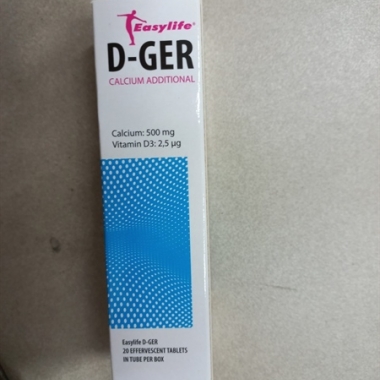 Easylife®
D-GER
CALCIUM ADDITIONAL
Calcium: 500 mg
Vitamin D3: 2,5 µg
Easylife D-GER
20 EFFERVESCENT TABLETS
IN TUBE PER BOX